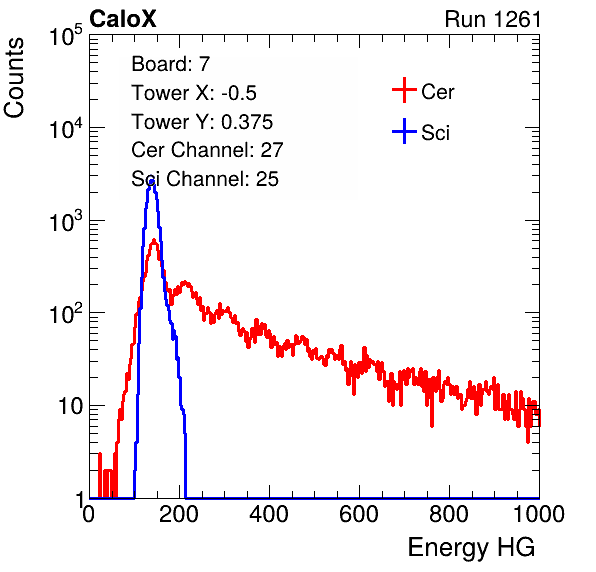 CaloX Run 1261
Counts
10^5
10^4
10^3
10^2
10
1
Board: 7
Tower X: -0.5
Tower Y: 0.375
Cer Channel: 27
Sci Channel: 25
Cer
Sci
0 200 400 600 800 1000
Energy HG